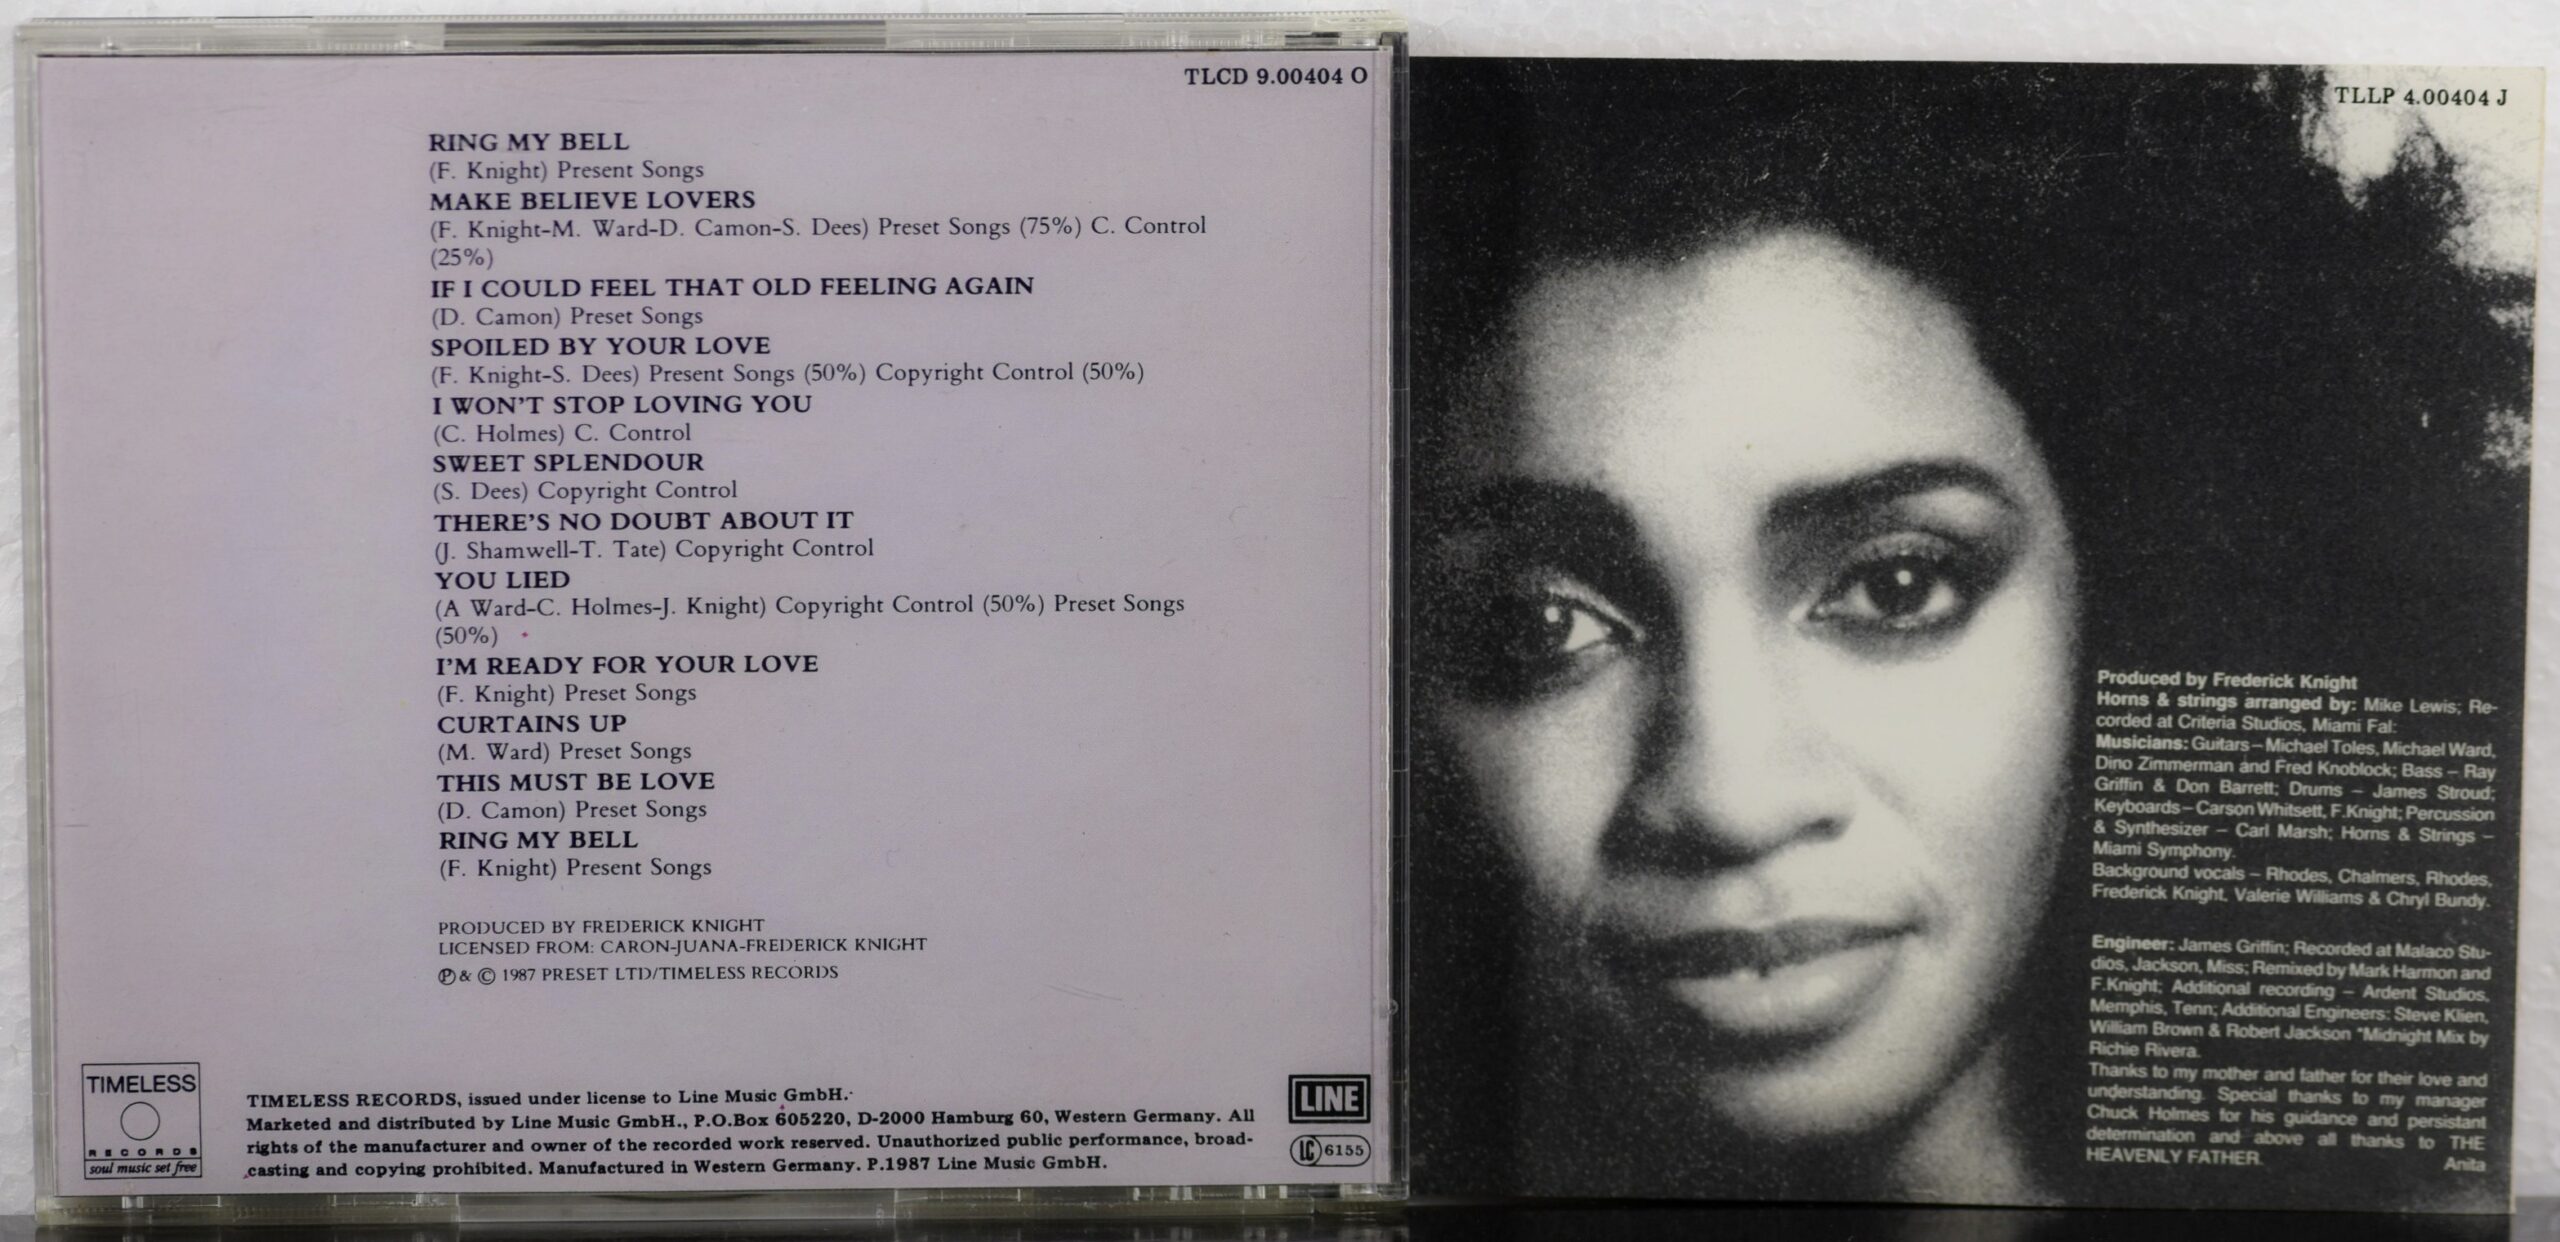 TLCD 9.00404 O
RING MY BELL
(F. Knight) Present Songs
MAKE BELIEVE LOVERS
(F. Knight-M. Ward-D. Camon-S. Dees) Preset Songs (75%) C. Control
(25%)
IF I COULD FEEL THAT OLD FEELING AGAIN
(D. Camon) Preset Songs
SPOILED BY YOUR LOVE
(F. Knight-S. Dees) Present Songs (50%) Copyright Control (50%)
I WON'T STOP LOVING YOU
(C. Holmes) C. Control
SWEET SPLENDOUR
(S. Dees) Copyright Control
THERE'S NO DOUBT ABOUT IT
(J. Shamwell-T. Tate) Copyright Control
YOU LIED
(A Ward-C. Holmes-J. Knight) Copyright Control (50%) Preset Songs
(50%)
I'M READY FOR YOUR LOVE
(F. Knight) Preset Songs
CURTAINS UP
(M. Ward) Preset Songs
THIS MUST BE LOVE
(D. Camon) Preset Songs
RING MY BELL
(F. Knight) Present Songs
PRODUCED BY FREDERICK KNIGHT
LICENSED FROM: CARON-JUANA-FREDERICK KNIGHT
℗ & © 1987 PRESET LTD/TIMELESS RECORDS
TIMELESS
RECORDS
soul music set free
TIMELESS RECORDS, issued under license to Line Music GmbH.
Marketed and distributed by Line Music GmbH., P.O.Box 605220, D-2000 Hamburg 60, Western Germany. All
rights of the manufacturer and owner of the recorded work reserved. Unauthorized public performance, broad-
casting and copying prohibited. Manufactured in Western Germany. P.1987 Line Music GmbH.
LINE
LC 6155
TLLP 4.00404 J
Produced by Frederick Knight
Horns & strings arranged by: Mike Lewis; Re-
corded at Criteria Studios, Miami Fal:
Musicians: Guitars – Michael Toles, Michael Ward,
Dino Zimmerman and Fred Knoblock; Bass – Ray
Griffin & Don Barrett; Drums – James Stroud;
Keyboards – Carson Whitsett, F.Knight; Percussion
& Synthesizer – Carl Marsh; Horns & Strings –
Miami Symphony.
Background vocals – Rhodes, Chalmers, Rhodes,
Frederick Knight, Valerie Williams & Chryl Bundy.
Engineer: James Griffin; Recorded at Malaco Stu-
dios, Jackson, Miss; Remixed by Mark Harmon and
F.Knight; Additional recording – Ardent Studios,
Memphis, Tenn; Additional Engineers: Steve Klien,
William Brown & Robert Jackson *Midnight Mix by
Richie Rivera.
Thanks to my mother and father for their love and
understanding. Special thanks to my manager
Chuck Holmes for his guidance and persistant
determination and above all thanks to THE
HEAVENLY FATHER.
Anita